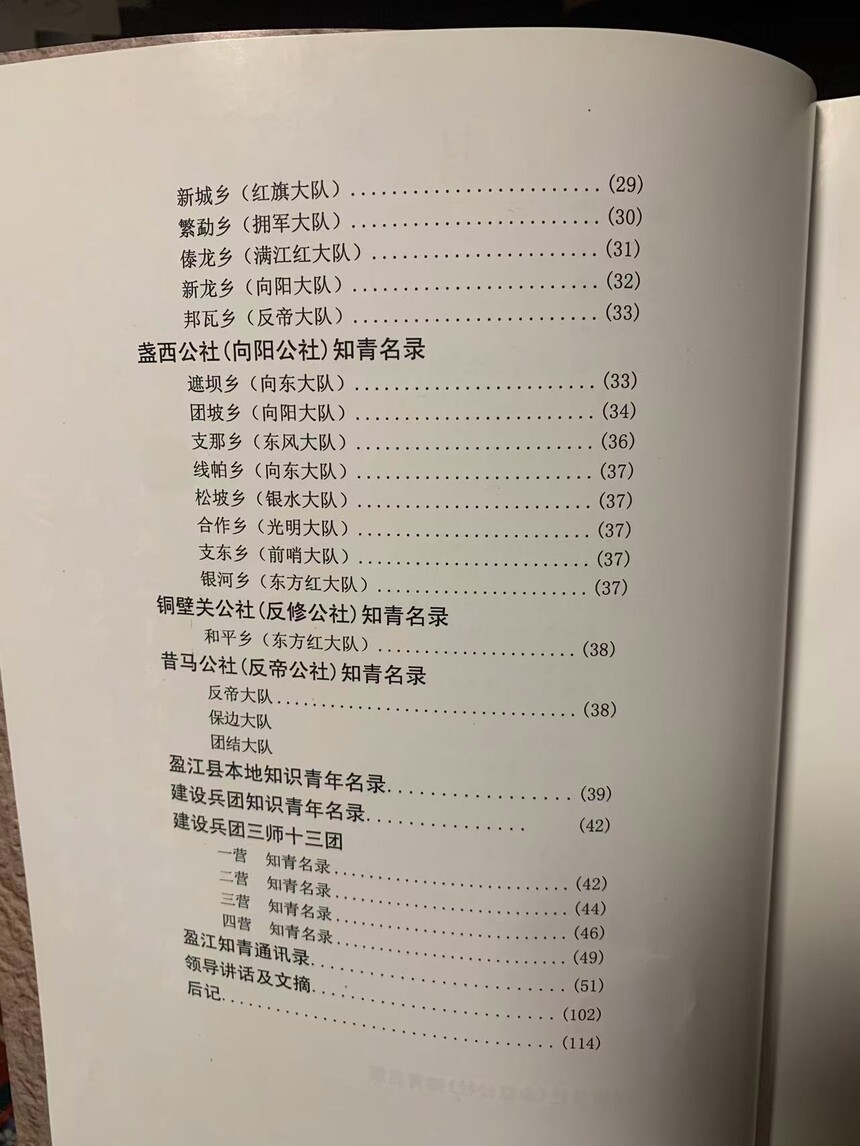 新城乡（红旗大队）.........................(29)
繁勐乡（拥军大队）.........................(30)
傣龙乡（满江红大队）.......................(31)
新龙乡（向阳大队）.........................(32)
邦瓦乡（反帝大队）.........................(33)
盏西公社(向阳公社)知青名录
遮坝乡（向东大队）.........................(33)
团坡乡（向阳大队）.........................(34)
支那乡（东风大队）.........................(36)
线帕乡（向东大队）.........................(37)
松坡乡（银水大队）.........................(37)
合作乡（光明大队）.........................(37)
支东乡（前哨大队）.........................(37)
银河乡（东方红大队）.......................(37)
铜壁关公社(反修公社)知青名录
和平乡（东方红大队）.....................(38)
昔马公社(反帝公社)知青名录
反帝大队................................(38)
保边大队
团结大队
盈江县本地知识青年名录..................(39)
建设兵团知识青年名录............... (42)
建设兵团三师十三团
一营 知青名录.........................(42)
二营 知青名录.........................(44)
三营 知青名录.........................(46)
四营 知青名录.........................(49)
盈江知青通讯录..........................(51)
领导讲话及文摘.........................(102)
后记...................................(114)